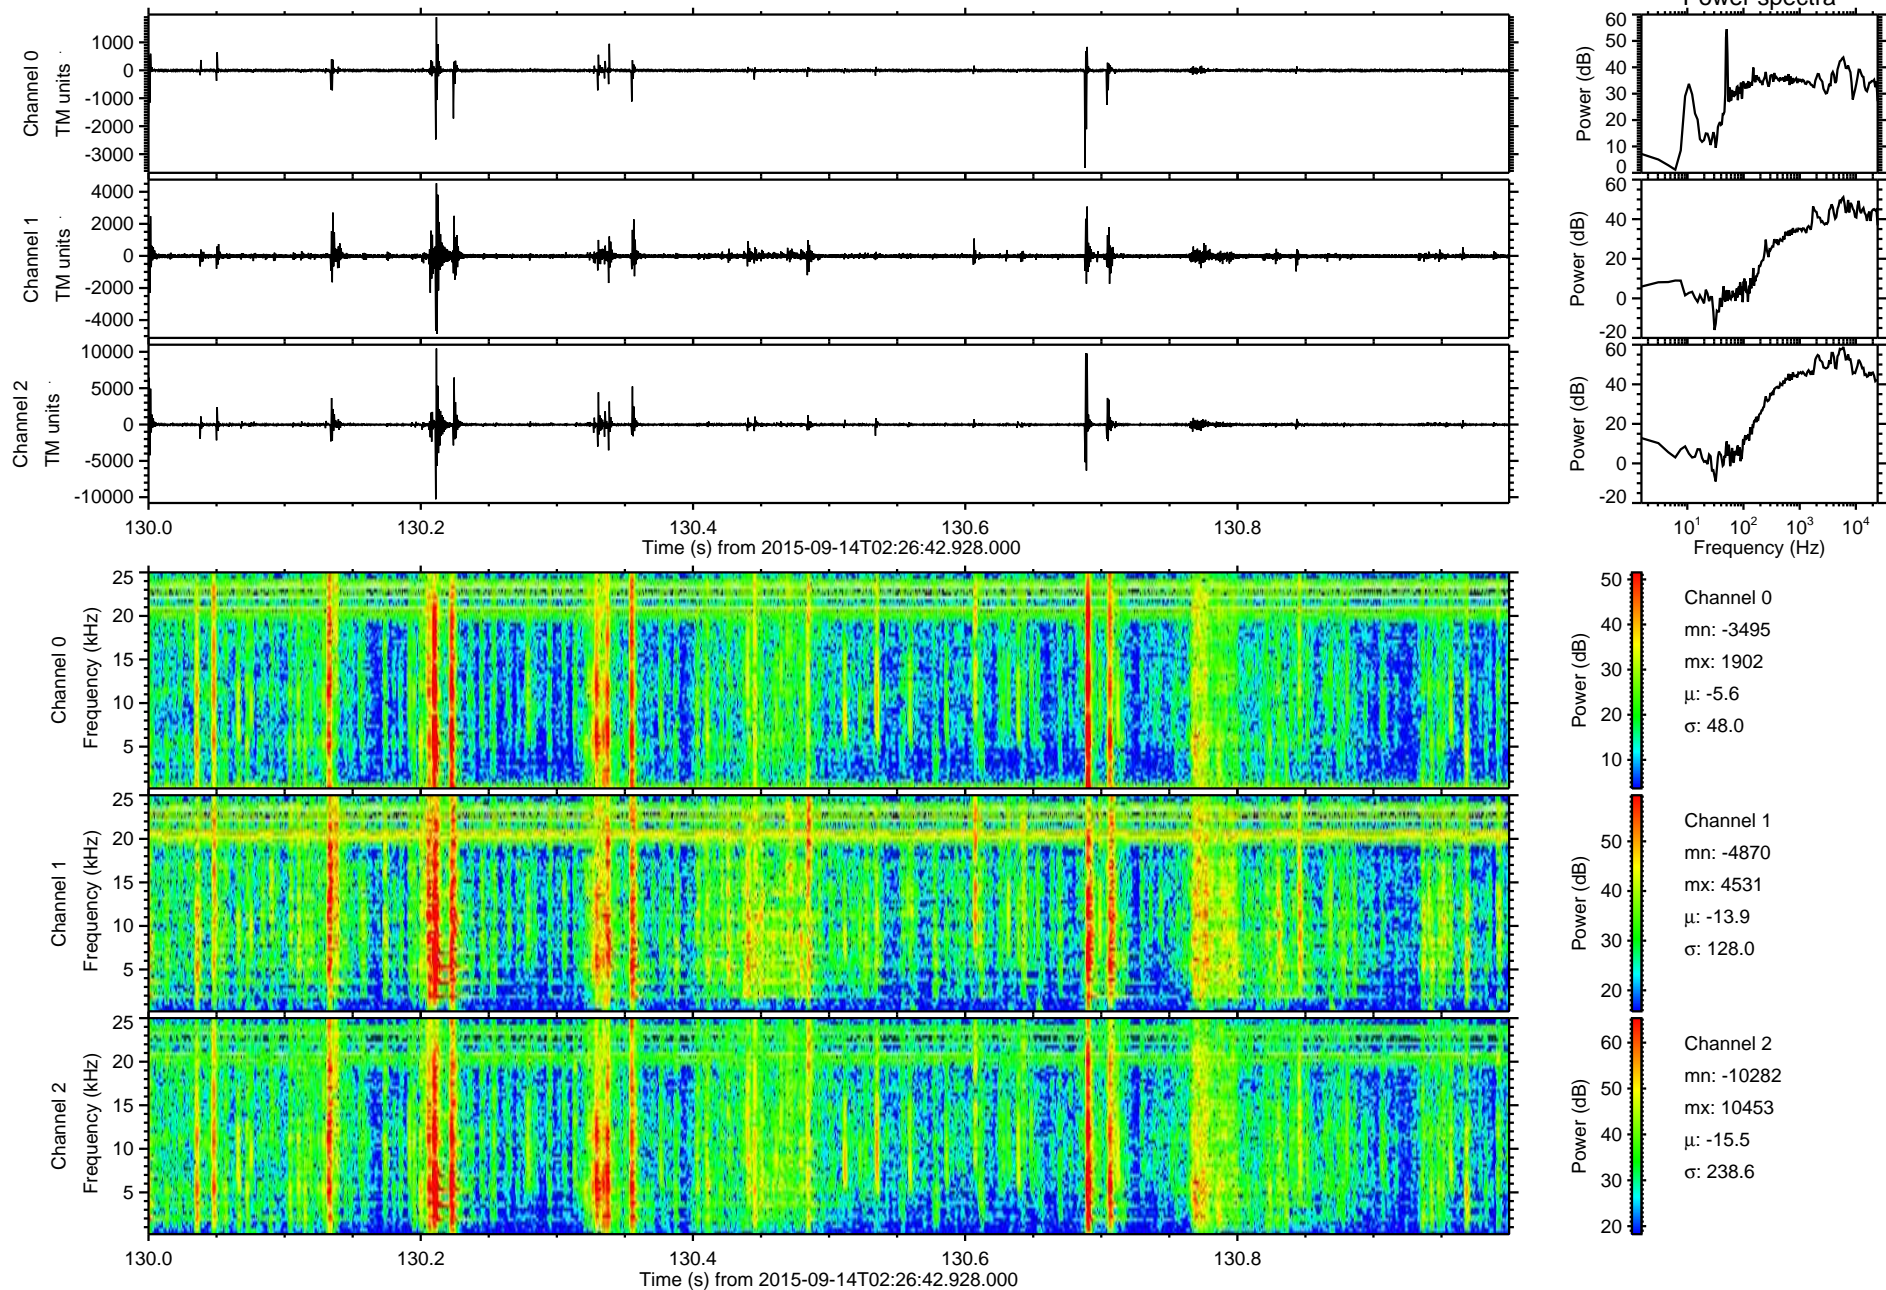 Power spectra
Channel 0
TM units
1000
0
-1000
-2000
-3000
Power (dB)
60
50
40
30
20
10
0
Channel 1
TM units
4000
2000
0
-2000
-4000
Power (dB)
60
40
20
0
-20
Channel 2
TM units
10000
5000
0
-5000
-10000
Power (dB)
60
40
20
0
-20
130.0 130.2 130.4 130.6 130.8
Time (s) from 2015-09-14T02:26:42.928.000
10¹ 10² 10³ 10⁴
Frequency (Hz)
Channel 0
Frequency (kHz)
25
20
15
10
5
Power (dB)
50
40
30
20
10
Channel 0
mn: -3495
mx: 1902
μ: -5.6
σ: 48.0
Channel 1
Frequency (kHz)
25
20
15
10
5
Power (dB)
50
40
30
20
Channel 1
mn: -4870
mx: 4531
μ: -13.9
σ: 128.0
Channel 2
Frequency (kHz)
25
20
15
10
5
Power (dB)
60
50
40
30
20
Channel 2
mn: -10282
mx: 10453
μ: -15.5
σ: 238.6
130.0 130.2 130.4 130.6 130.8
Time (s) from 2015-09-14T02:26:42.928.000